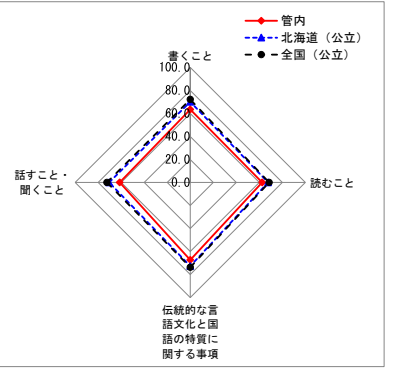 管内
北海道（公立）
全国（公立）
書くこと
100.0
80.0
60.0
40.0
20.0
0.0
読むこと
話すこと・
聞くこと
伝統的な言
語文化と国
語の特質に
関する事項